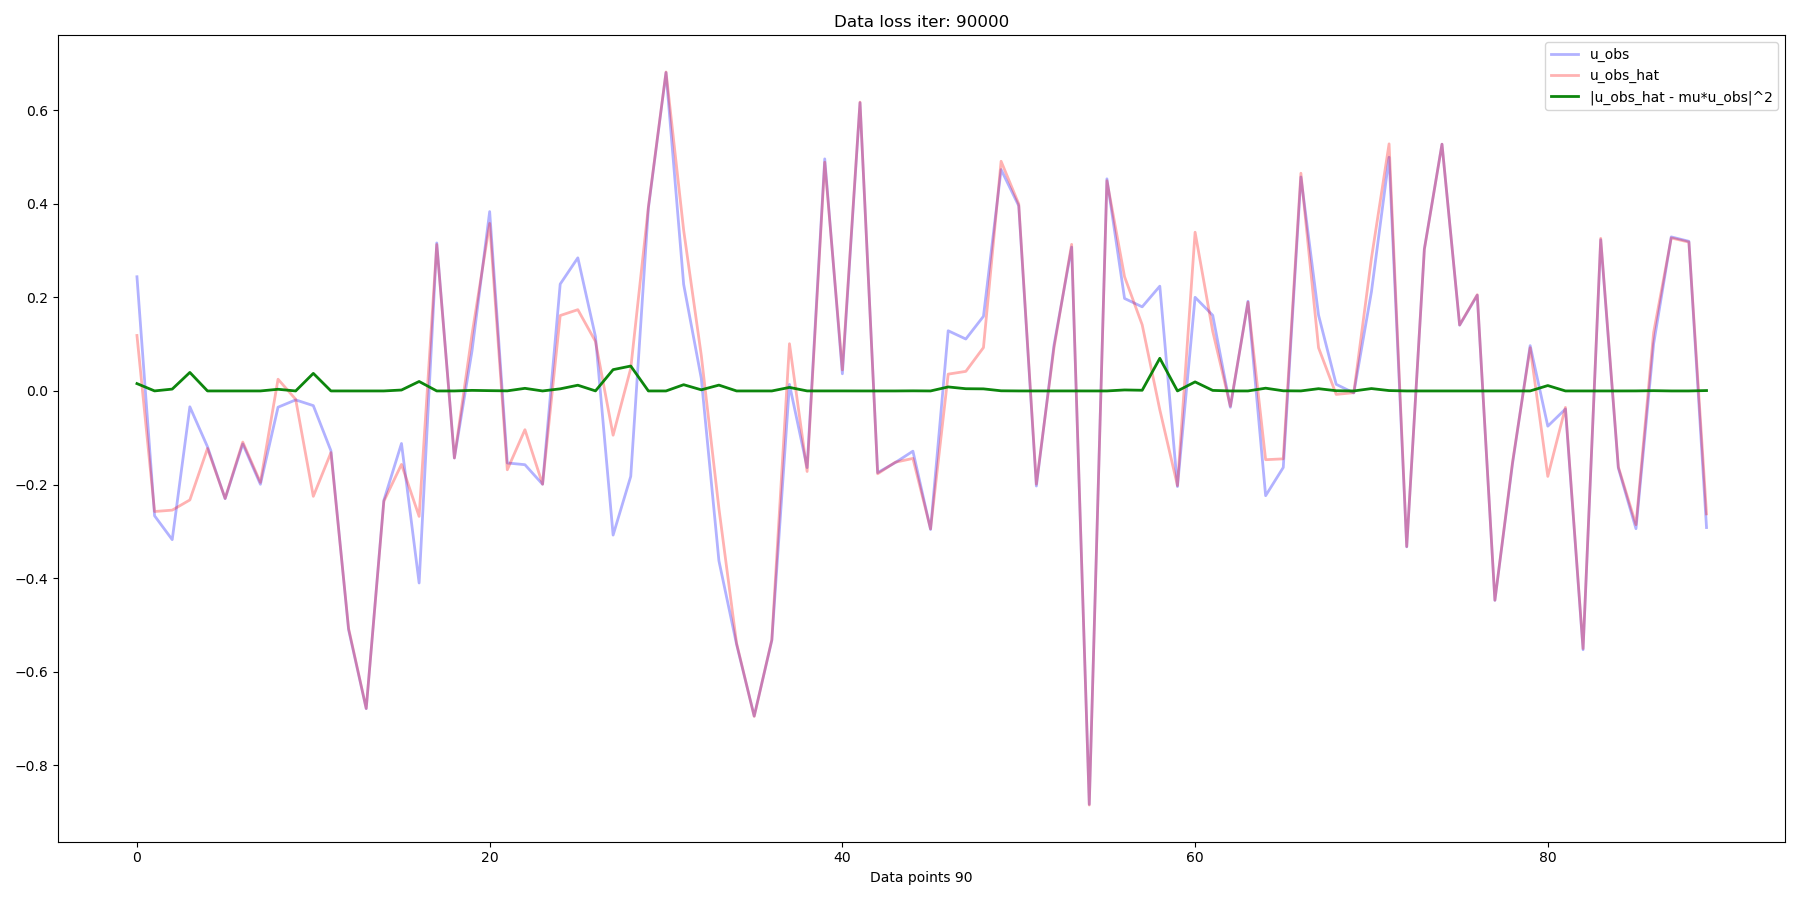 Data loss iter: 90000
u_obs
u_obs_hat
|u_obs_hat - mu*u_obs|^2
0.6
0.4
0.2
0.0
−0.2
−0.4
−0.6
−0.8
0 20 40 60 80
Data points 90